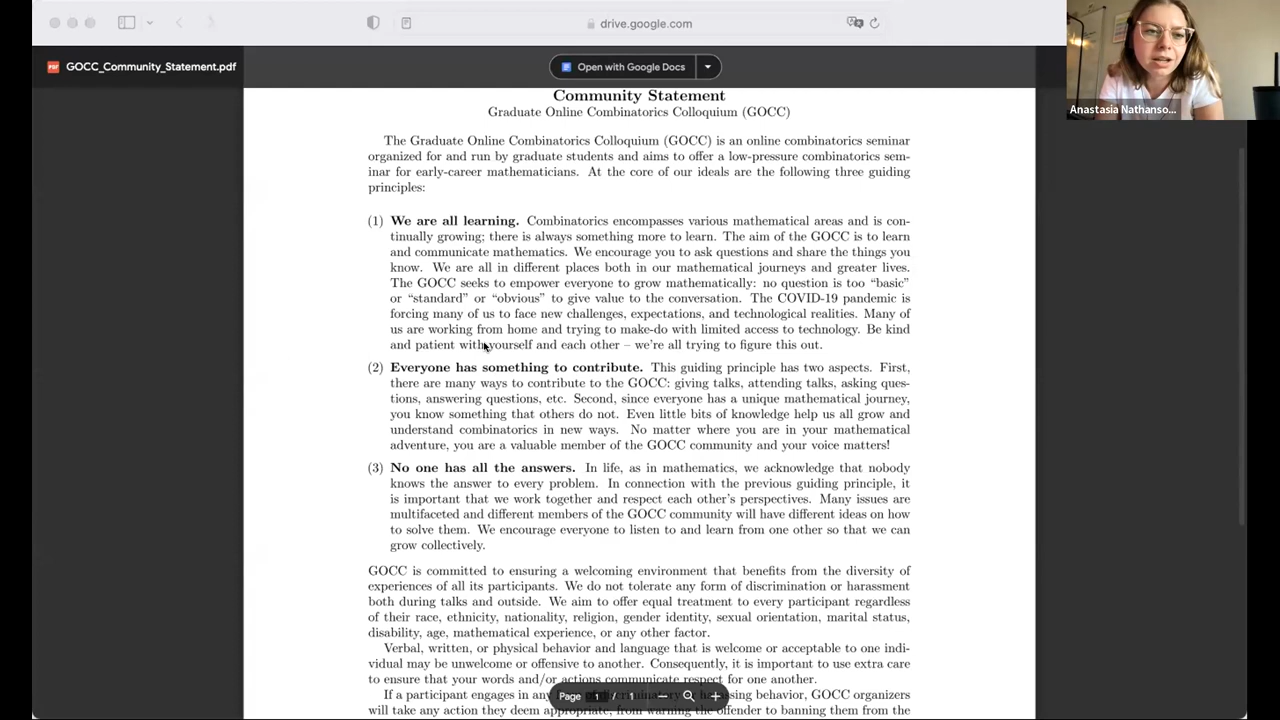 drive.google.com
GOCC_Community_Statement.pdf
Open with Google Docs
Anastasia Nathanso...
Community Statement
Graduate Online Combinatorics Colloquium (GOCC)
The Graduate Online Combinatorics Colloquium (GOCC) is an online combinatorics seminar
organized for and run by graduate students and aims to offer a low-pressure combinatorics sem-
inar for early-career mathematicians. At the core of our ideals are the following three guiding
principles:
(1) We are all learning. Combinatorics encompasses various mathematical areas and is con-
tinually growing; there is always something more to learn. The aim of the GOCC is to learn
and communicate mathematics. We encourage you to ask questions and share the things you
know. We are all in different places both in our mathematical journeys and greater lives.
The GOCC seeks to empower everyone to grow mathematically: no question is too “basic”
or “standard” or “obvious” to give value to the conversation. The COVID-19 pandemic is
forcing many of us to face new challenges, expectations, and technological realities. Many of
us are working from home and trying to make-do with limited access to technology. Be kind
and patient with yourself and each other – we’re all trying to figure this out.
(2) Everyone has something to contribute. This guiding principle has two aspects. First,
there are many ways to contribute to the GOCC: giving talks, attending talks, asking ques-
tions, answering questions, etc. Second, since everyone has a unique mathematical journey,
you know something that others do not. Even little bits of knowledge help us all grow and
understand combinatorics in new ways. No matter where you are in your mathematical
adventure, you are a valuable member of the GOCC community and your voice matters!
(3) No one has all the answers. In life, as in mathematics, we acknowledge that nobody
knows the answer to every problem. In connection with the previous guiding principle, it
is important that we work together and respect each other’s perspectives. Many issues are
multifaceted and different members of the GOCC community will have different ideas on how
to solve them. We encourage everyone to listen to and learn from one other so that we can
grow collectively.
GOCC is committed to ensuring a welcoming environment that benefits from the diversity of
experiences of all its participants. We do not tolerate any form of discrimination or harassment
both during talks and outside. We aim to offer equal treatment to every participant regardless
of their race, ethnicity, nationality, religion, gender identity, sexual orientation, marital status,
disability, age, mathematical experience, or any other factor.
Verbal, written, or physical behavior and language that is welcome or acceptable to one indi-
vidual may be unwelcome or offensive to another. Consequently, it is important to use extra care
to ensure that your words and/or actions communicate respect for one another.
If a participant engages in any behavior, GOCC organizers
will take any action they deem appropriate, from warning the offender to banning them from the
Page 1 / 1